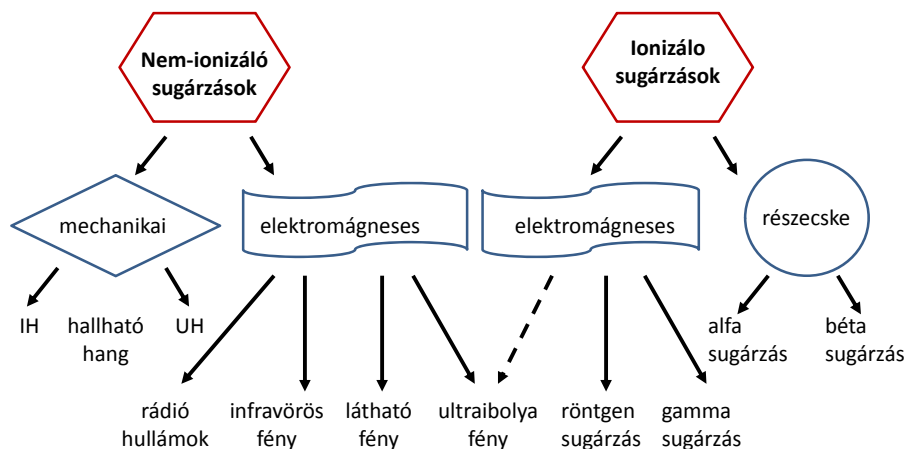 Nem-ionizáló
sugárzások
Ionizálo
sugárzások
mechanikai
elektromágneses
elektromágneses
részecske
IH
hallható
hang
UH
alfa
sugárzás
béta
sugárzás
rádió
hullámok
infravörös
fény
látható
fény
ultraibolya
fény
röntgen
sugárzás
gamma
sugárzás